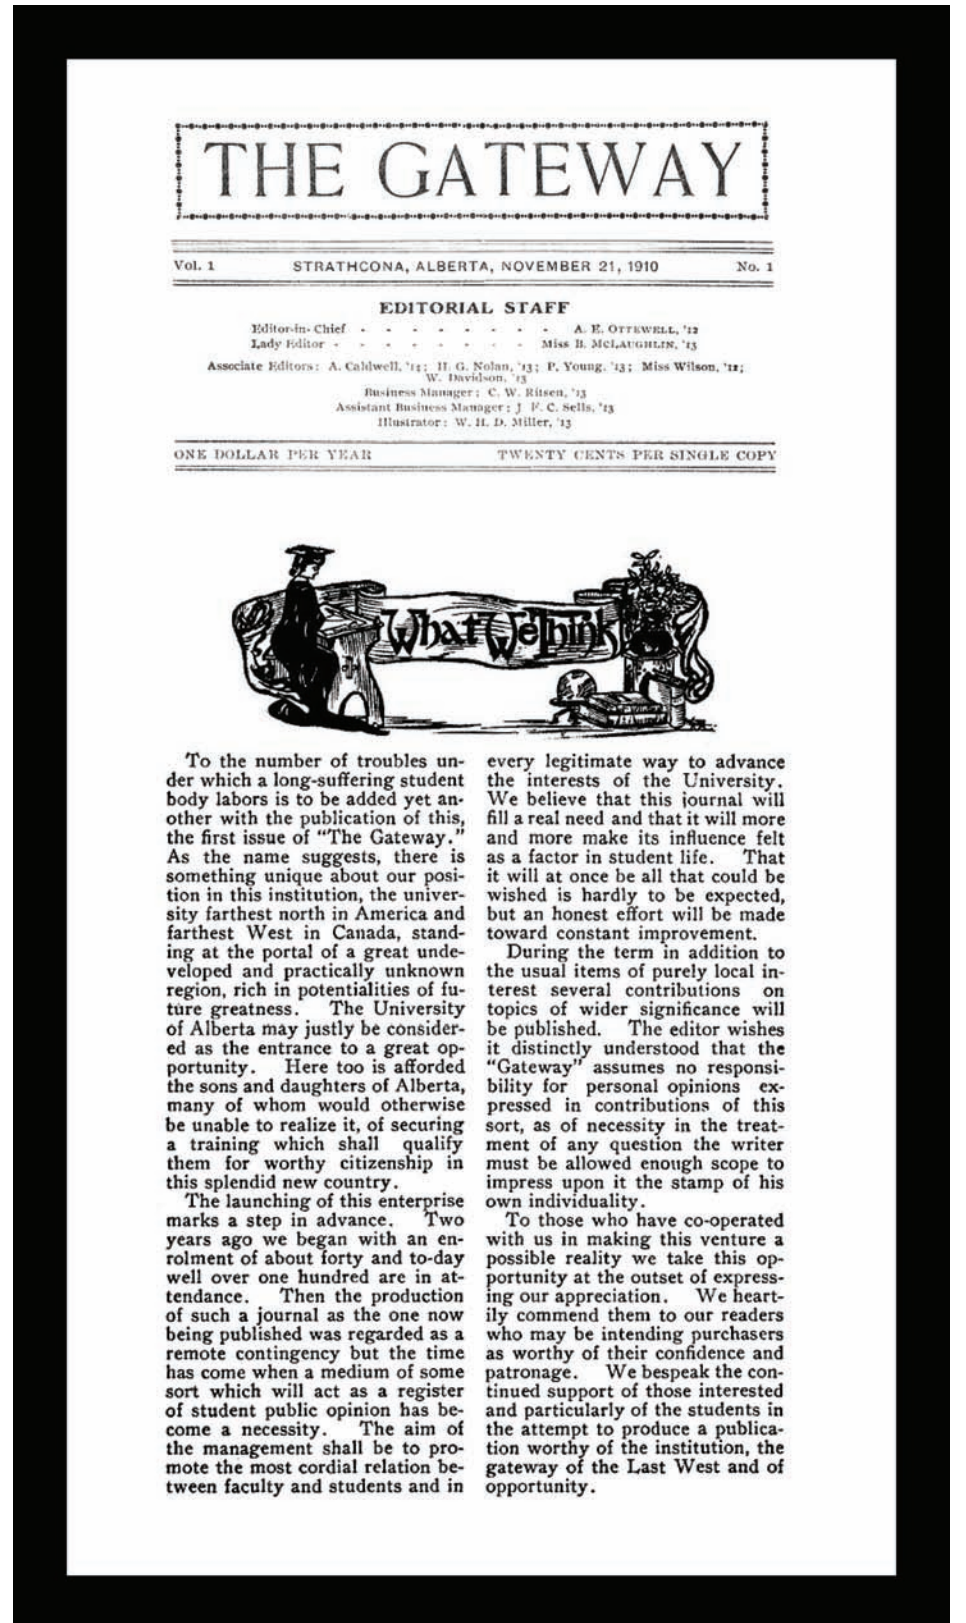 THE GATEWAY
Vol. 1 STRATHCONA, ALBERTA, NOVEMBER 21, 1910 No. 1
EDITORIAL STAFF
Editor-in-Chief - - - - - - - - A. E. OTTEWELL, '12
Lady Editor - - - - - - - - Miss B. MCLAUGHLIN, '13
Associate Editors: A. Caldwell, '12; H. G. Nolan, '13; P. Young, '13; Miss Wilson, '12;
W. Davidson, '13
Business Manager: C. W. Ritsen, '13
Assistant Business Manager: J. F. C. Sells, '13
Illustrator: W. H. D. Miller, '13
ONE DOLLAR PER YEAR TWENTY CENTS PER SINGLE COPY
What We Think
To the number of troubles un-
der which a long-suffering student
body labors is to be added yet an-
other with the publication of this,
the first issue of "The Gateway."
As the name suggests, there is
something unique about our posi-
tion in this institution, the univer-
sity farthest north in America and
farthest West in Canada, stand-
ing at the portal of a great unde-
veloped and practically unknown
region, rich in potentialities of fu-
ture greatness. The University
of Alberta may justly be consider-
ed as the entrance to a great op-
portunity. Here too is afforded
the sons and daughters of Alberta,
many of whom would otherwise
be unable to realize it, of securing
a training which shall qualify
them for worthy citizenship in
this splendid new country.
The launching of this enterprise
marks a step in advance. Two
years ago we began with an en-
rolment of about forty and to-day
well over one hundred are in at-
tendance. Then the production
of such a journal as the one now
being published was regarded as a
remote contingency but the time
has come when a medium of some
sort which will act as a register
of student public opinion has be-
come a necessity. The aim of
the management shall be to pro-
mote the most cordial relation be-
tween faculty and students and in
every legitimate way to advance
the interests of the University.
We believe that this journal will
fill a real need and that it will more
and more make its influence felt
as a factor in student life. That
it will at once be all that could be
wished is hardly to be expected,
but an honest effort will be made
toward constant improvement.
During the term in addition to
the usual items of purely local in-
terest several contributions on
topics of wider significance will
be published. The editor wishes
it distinctly understood that the
"Gateway" assumes no responsi-
bility for personal opinions ex-
pressed in contributions of this
sort, as of necessity in the treat-
ment of any question the writer
must be allowed enough scope to
impress upon it the stamp of his
own individuality.
To those who have co-operated
with us in making this venture a
possible reality we take this op-
portunity at the outset of express-
ing our appreciation. We heart-
ily commend them to our readers
who may be intending purchasers
as worthy of their confidence and
patronage. We bespeak the con-
tinued support of those interested
and particularly of the students in
the attempt to produce a publica-
tion worthy of the institution, the
gateway of the Last West and of
opportunity.